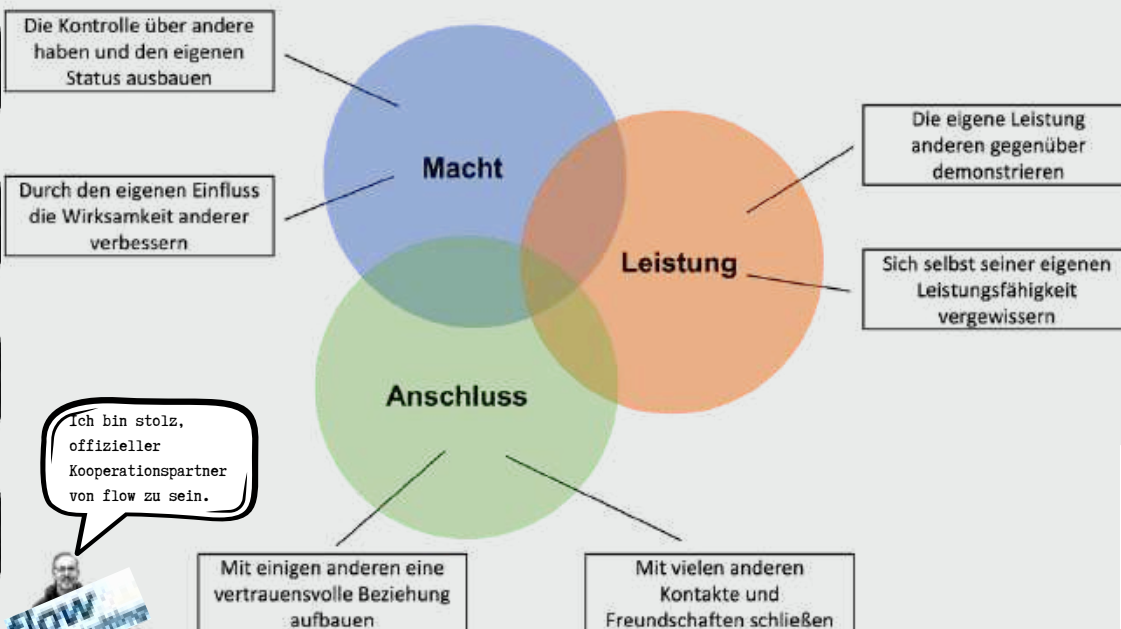 Die Kontrolle über andere
haben und den eigenen
Status ausbauen
Macht
Durch den eigenen Einfluss
die Wirksamkeit anderer
verbessern
Die eigene Leistung
anderen gegenüber
demonstrieren
Leistung
Sich selbst seiner eigenen
Leistungsfähigkeit
vergewissern
Anschluss
Ich bin stolz,
offizieller
Kooperationspartner
von flow zu sein.
Mit einigen anderen eine
vertrauensvolle Beziehung
aufbauen
Mit vielen anderen
Kontakte und
Freundschaften schließen
flow